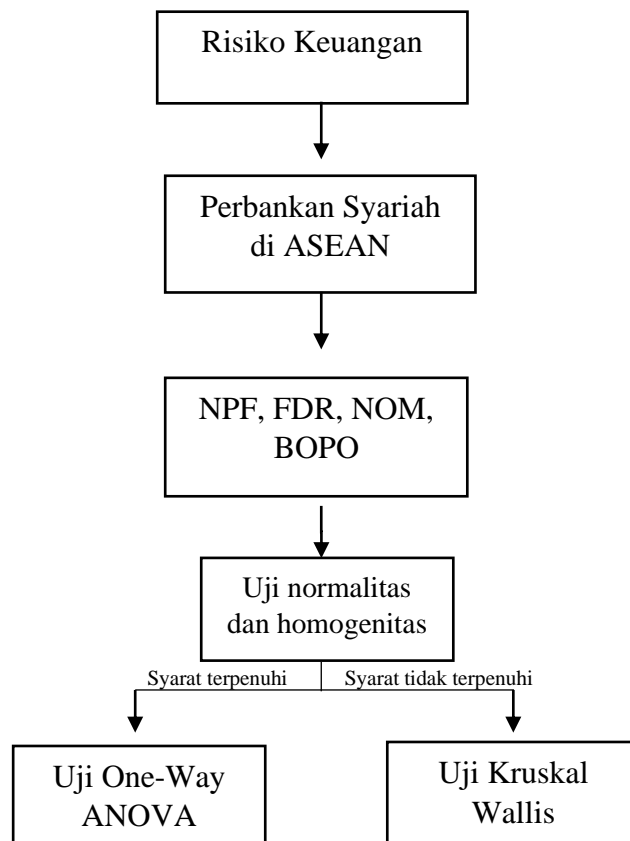 Risiko Keuangan
Perbankan Syariah
di ASEAN
NPF, FDR, NOM,
BOPO
Uji normalitas
dan homogenitas
Syarat terpenuhi
Syarat tidak terpenuhi
Uji One-Way
ANOVA
Uji Kruskal
Wallis